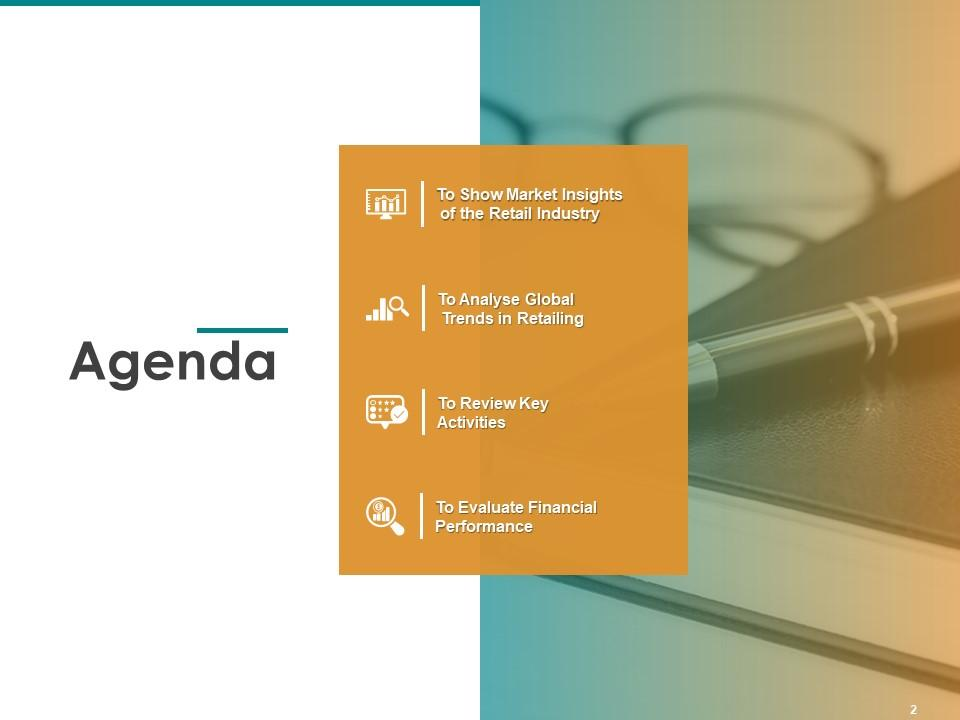 Agenda
To Show Market Insights
of the Retail Industry
To Analyse Global
Trends in Retailing
To Review Key
Activities
To Evaluate Financial
Performance
2